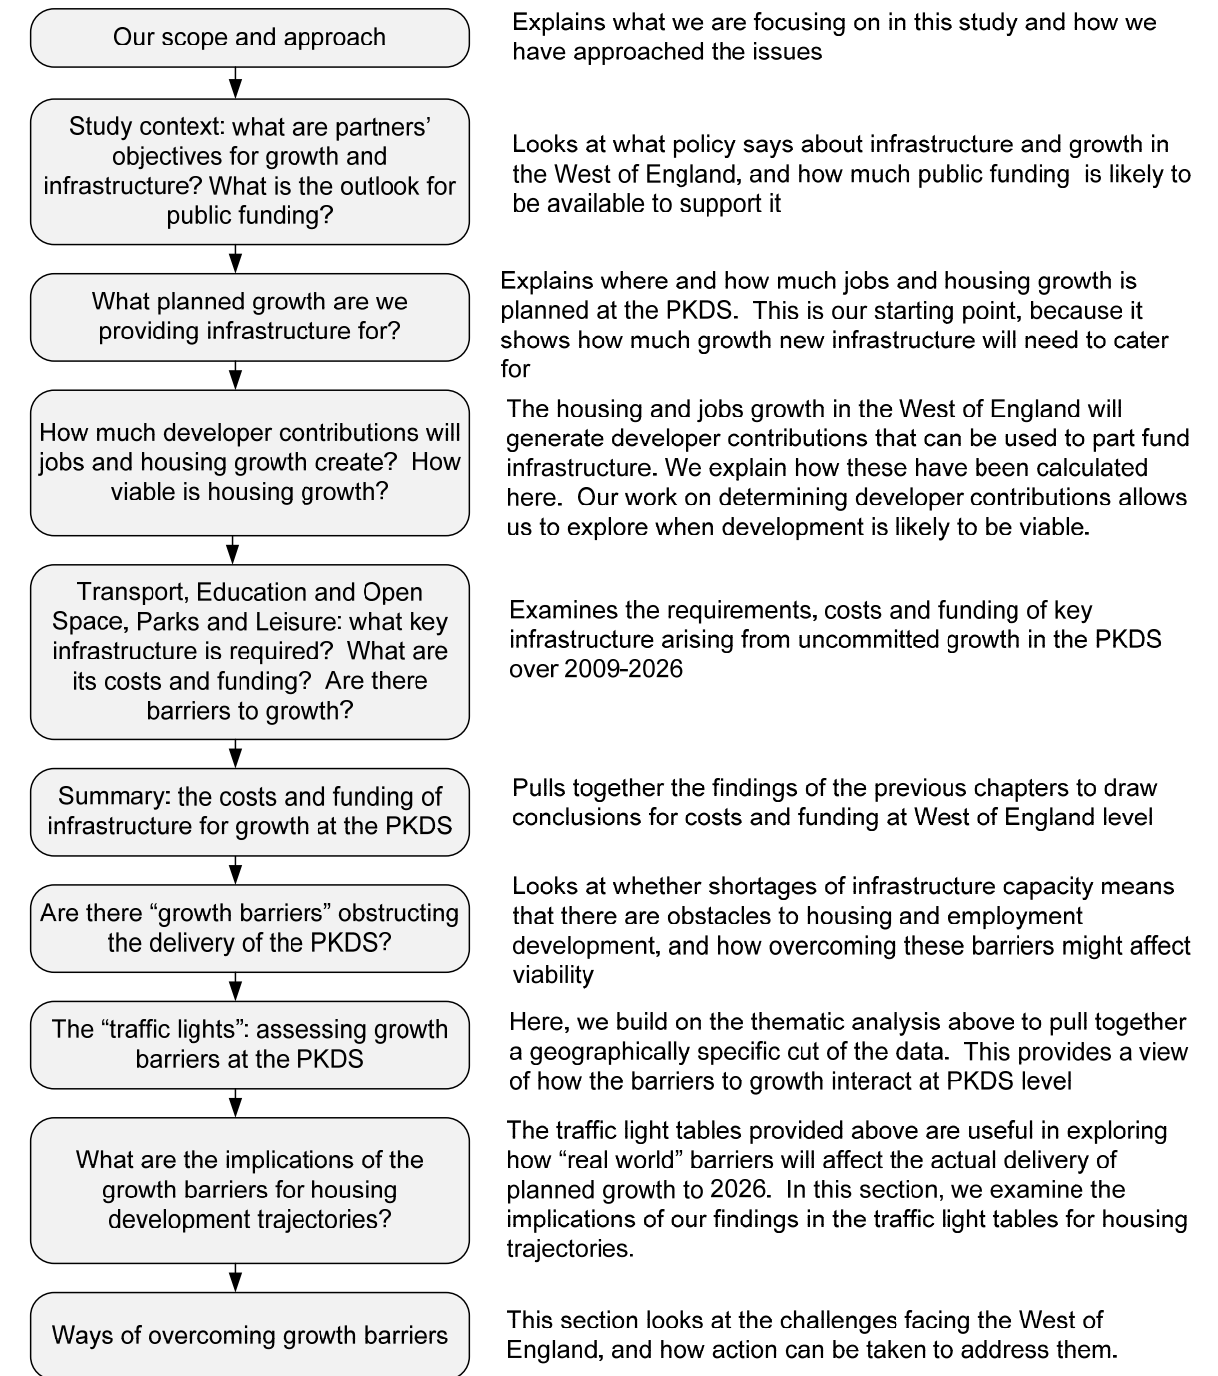 Our scope and approach
Explains what we are focusing on in this study and how we
have approached the issues
Study context: what are partners’
objectives for growth and
infrastructure? What is the outlook for
public funding?
Looks at what policy says about infrastructure and growth in
the West of England, and how much public funding  is likely to
be available to support it
What planned growth are we
providing infrastructure for?
Explains where and how much jobs and housing growth is
planned at the PKDS.  This is our starting point, because it
shows how much growth new infrastructure will need to cater
for
How much developer contributions will
jobs and housing growth create?  How
viable is housing growth?
The housing and jobs growth in the West of England will
generate developer contributions that can be used to part fund
infrastructure. We explain how these have been calculated
here.  Our work on determining developer contributions allows
us to explore when development is likely to be viable.
Transport, Education and Open
Space, Parks and Leisure: what key
infrastructure is required?  What are
its costs and funding?  Are there
barriers to growth?
Examines the requirements, costs and funding of key
infrastructure arising from uncommitted growth in the PKDS
over 2009-2026
Summary: the costs and funding of
infrastructure for growth at the PKDS
Pulls together the findings of the previous chapters to draw
conclusions for costs and funding at West of England level
Are there “growth barriers” obstructing
the delivery of the PKDS?
Looks at whether shortages of infrastructure capacity means
that there are obstacles to housing and employment
development, and how overcoming these barriers might affect
viability
The “traffic lights”: assessing growth
barriers at the PKDS
Here, we build on the thematic analysis above to pull together
a geographically specific cut of the data.  This provides a view
of how the barriers to growth interact at PKDS level
What are the implications of the
growth barriers for housing
development trajectories?
The traffic light tables provided above are useful in exploring
how “real world” barriers will affect the actual delivery of
planned growth to 2026.  In this section, we examine the
implications of our findings in the traffic light tables for housing
trajectories.
Ways of overcoming growth barriers
This section looks at the challenges facing the West of
England, and how action can be taken to address them.